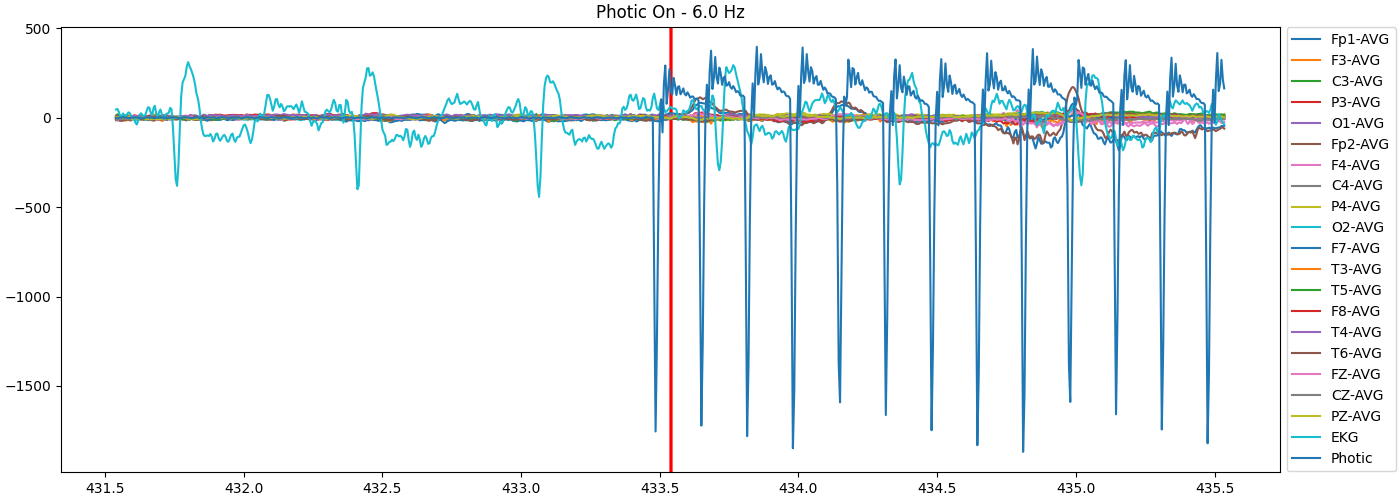 Photic On - 6.0 Hz
500
0
−500
−1000
−1500
431.5 432.0 432.5 433.0 433.5 434.0 434.5 435.0 435.5
Fp1-AVG
F3-AVG
C3-AVG
P3-AVG
O1-AVG
Fp2-AVG
F4-AVG
C4-AVG
P4-AVG
O2-AVG
F7-AVG
T3-AVG
T5-AVG
F8-AVG
T4-AVG
T6-AVG
FZ-AVG
CZ-AVG
PZ-AVG
EKG
Photic